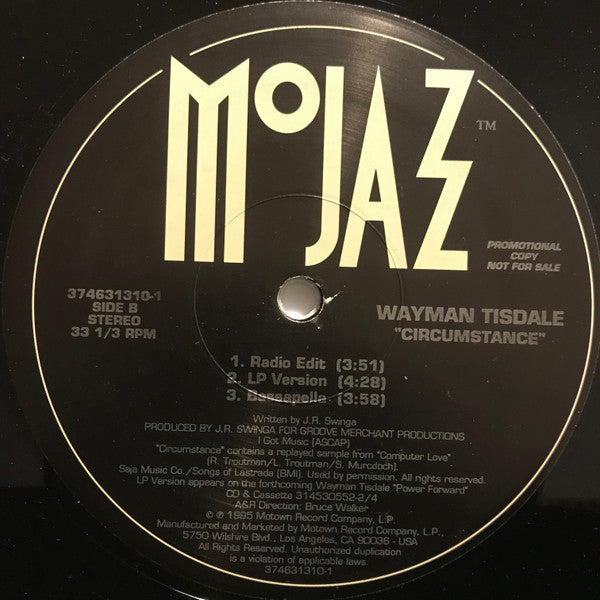 MoJAZZ ™
PROMOTIONAL
COPY
NOT FOR SALE
374631310-1
SIDE B
STEREO
33 1/3 RPM
WAYMAN TISDALE
"CIRCUMSTANCE"
1. Radio Edit (3:51)
2. LP Version (4:28)
3. Bassapella (3:58)
Written by J.R. Swinga
PRODUCED BY J.R. SWINGA FOR GROOVE MERCHANT PRODUCTIONS
I Got Music (ASCAP)
"Circumstance" contains a replayed sample from "Computer Love"
(R. Troutman/L. Troutman/S. Murcdoch).
Saja Music Co./Songs of Lastrada (BMI). Used by permission. All rights reserved.
LP Version appears on the forthcoming Wayman Tisdale "Power Forward"
CD & Cassette 314530552-2/4
A&R Direction: Bruce Walker
© ℗ 1995 Motown Record Company, L.P.
Manufactured and Marketed by Motown Record Company, L.P.,
5750 Wilshire Blvd., Los Angeles, CA 90036 - USA
All Rights Reserved. Unauthorized duplication
is a violation of applicable laws.
374631310-1